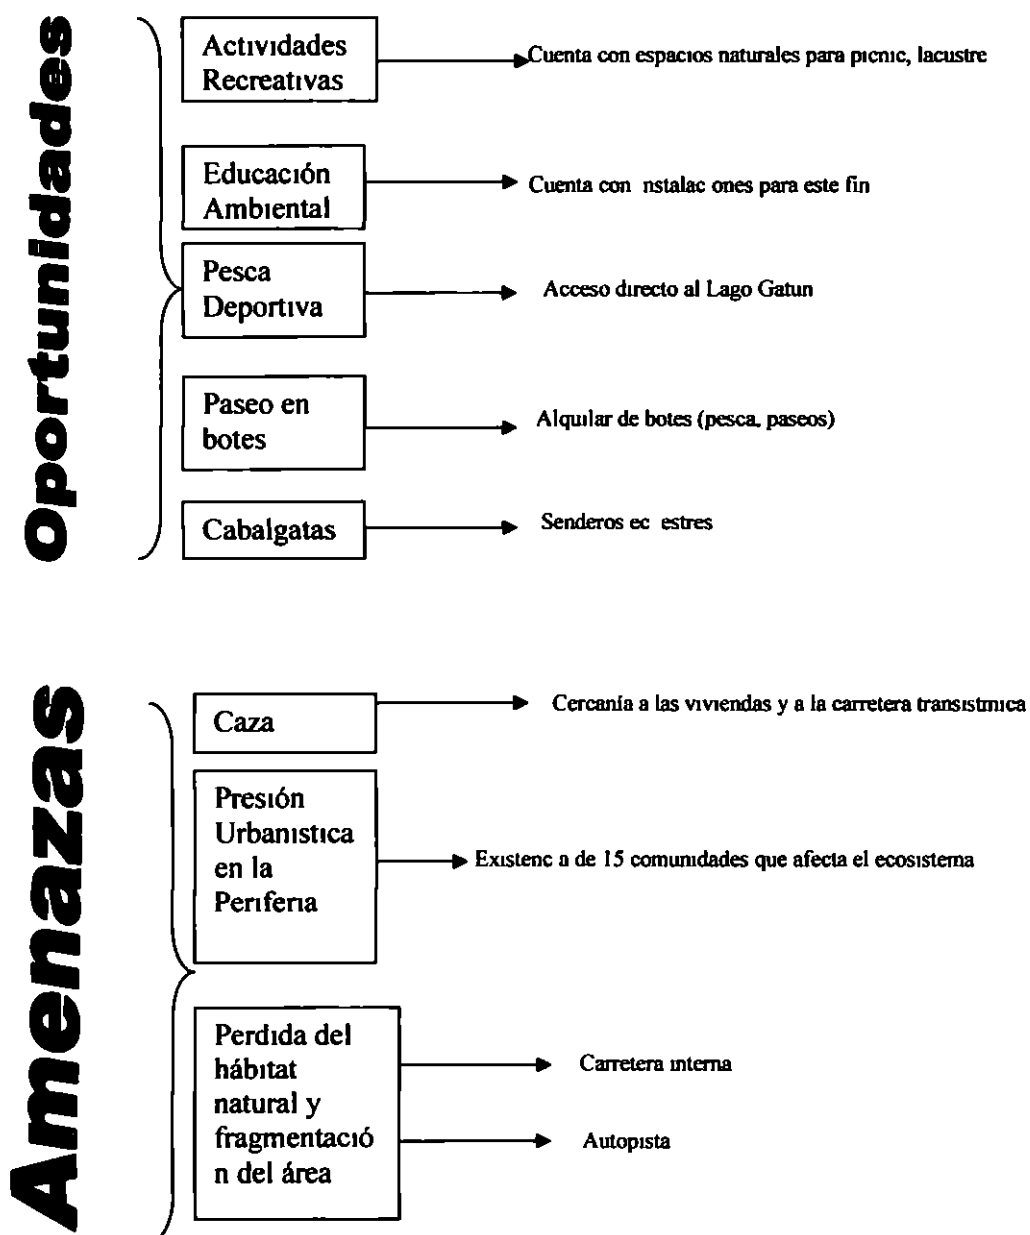 Oportunidades
Actividades
Recreativas
Cuenta con espacios naturales para picnic, lacustre
Educación
Ambiental
Cuenta con nstalac ones para este fin
Pesca
Deportiva
Acceso directo al Lago Gatun
Paseo en
botes
Alquilar de botes (pesca, paseos)
Cabalgatas
Senderos ec estres
Amenazas
Caza
Cercanía a las viviendas y a la carretera transistmica
Presión
Urbanistica
en la
Periferia
Existenc a de 15 comunidades que afecta el ecosistema
Perdida del
hábitat
natural y
fragmentació
n del área
Carretera interna
Autopista